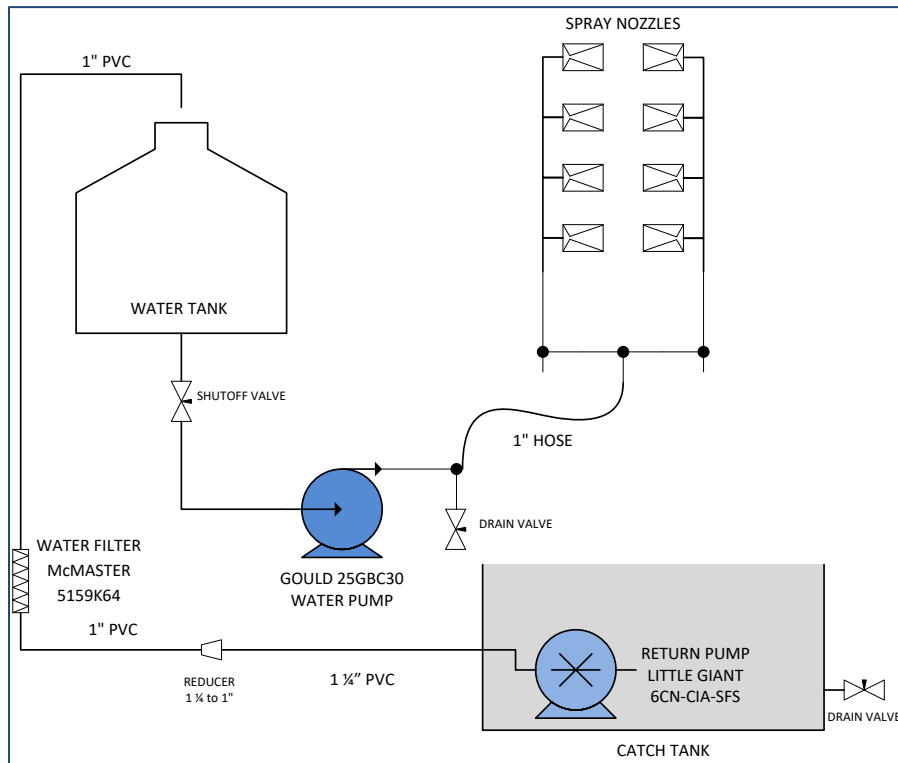 SPRAY NOZZLES
1" PVC
WATER TANK
SHUTOFF VALVE
1" HOSE
DRAIN VALVE
WATER FILTER
McMASTER
5159K64
GOULD 25GBC30
WATER PUMP
1" PVC
REDUCER
1 ¼ to 1"
1 ¼” PVC
RETURN PUMP
LITTLE GIANT
6CN-CIA-SFS
DRAIN VALVE
CATCH TANK